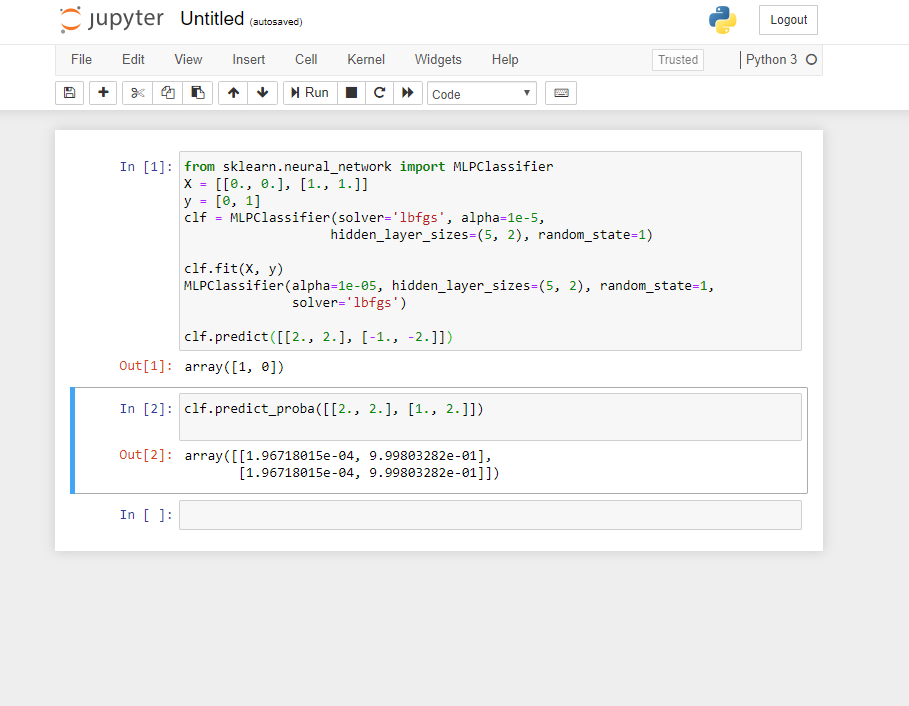 jupyter Untitled (autosaved) Logout
File Edit View Insert Cell Kernel Widgets Help Trusted Python 3
Run Code
In [1]: from sklearn.neural_network import MLPClassifier
X = [[0., 0.], [1., 1.]]
y = [0, 1]
clf = MLPClassifier(solver='lbfgs', alpha=1e-5,
hidden_layer_sizes=(5, 2), random_state=1)
clf.fit(X, y)
MLPClassifier(alpha=1e-05, hidden_layer_sizes=(5, 2), random_state=1,
solver='lbfgs')
clf.predict([[2., 2.], [-1., -2.]])
Out[1]: array([1, 0])
In [2]: clf.predict_proba([[2., 2.], [1., 2.]])
Out[2]: array([[1.96718015e-04, 9.99803282e-01],
[1.96718015e-04, 9.99803282e-01]])
In [ ]: